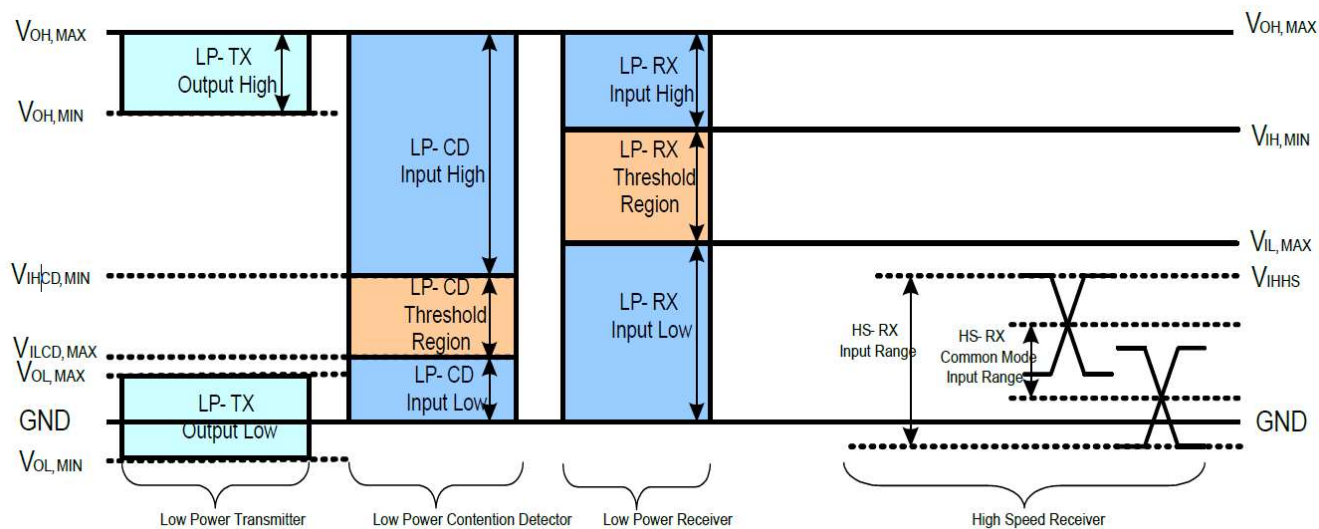 VOH,MAX
LP- TX
Output High
VOH,MIN
LP- CD
Input High
VIHCD,MIN
LP- CD
Threshold
Region
VILCD,MAX
VOL,MAX
LP- CD
Input Low
GND
LP- TX
Output Low
VOL,MIN
LP- RX
Input High
LP- RX
Threshold
Region
LP- RX
Input Low
VOH,MAX
VIH,MIN
VIL,MAX
VIHHS
HS- RX
Input Range
HS- RX
Common Mode
Input Range
GND
Low Power Transmitter
Low Power Contention Detector
Low Power Receiver
High Speed Receiver